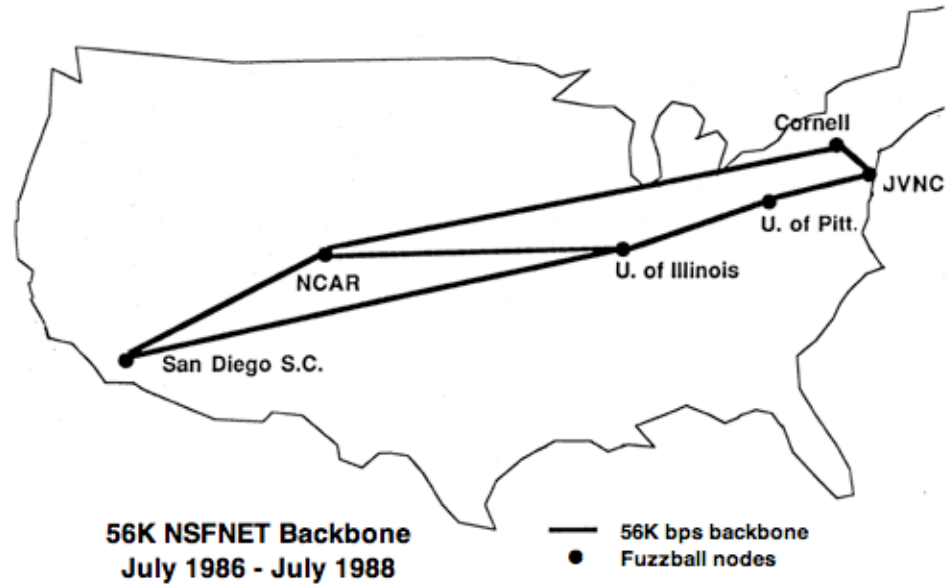 Cornell
JVNC
U. of Pitt.
U. of Illinois
NCAR
San Diego S.C.
56K NSFNET Backbone
July 1986 - July 1988
56K bps backbone
Fuzzball nodes